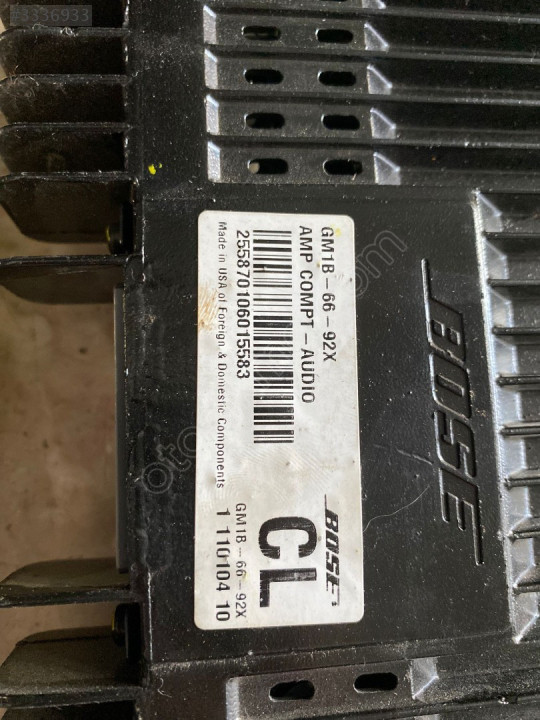 GM1B-66-92X
AMP COMPT-AUDIO
255870106015583
Made in USA of Foreign & Domestic Components
BOSE
CL
GM1B-66-92X
1 110104 10
BOSE